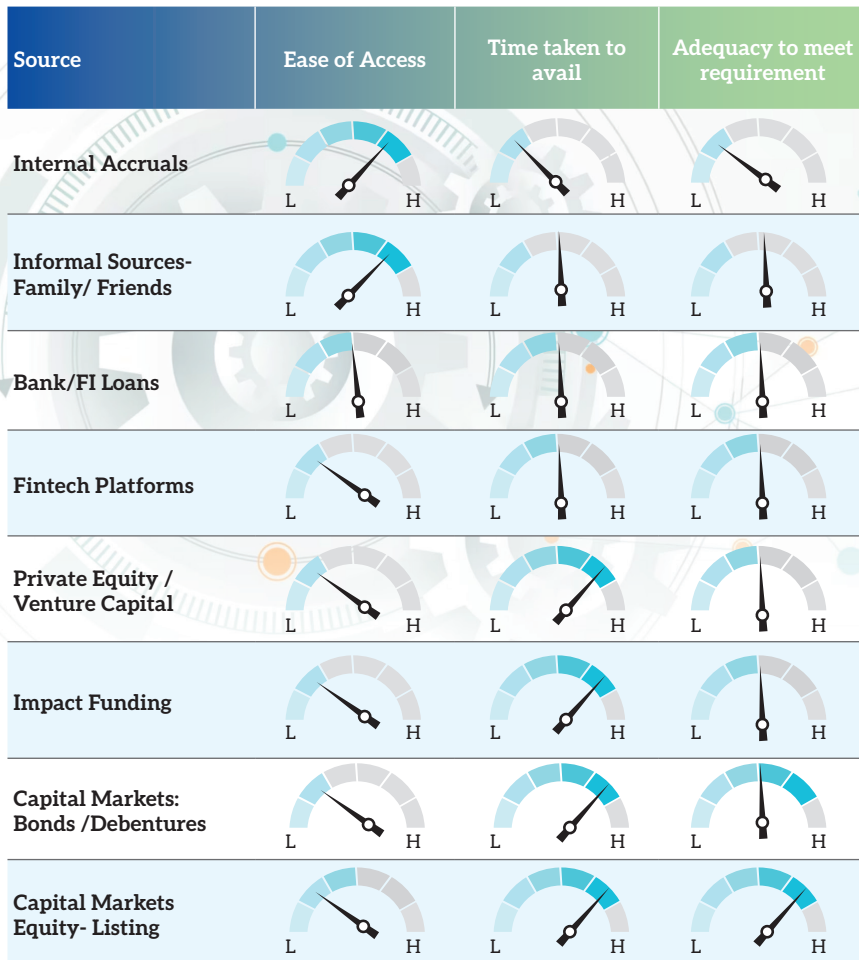 Source
Ease of Access
Time taken to
avail
Adequacy to meet
requirement
Internal Accruals
L H L H L H
Informal Sources-
Family/ Friends
L H L H L H
Bank/FI Loans
L H L H L H
Fintech Platforms
L H L H L H
Private Equity /
Venture Capital
L H L H L H
Impact Funding
L H L H L H
Capital Markets:
Bonds /Debentures
L H L H L H
Capital Markets
Equity- Listing
L H L H L H